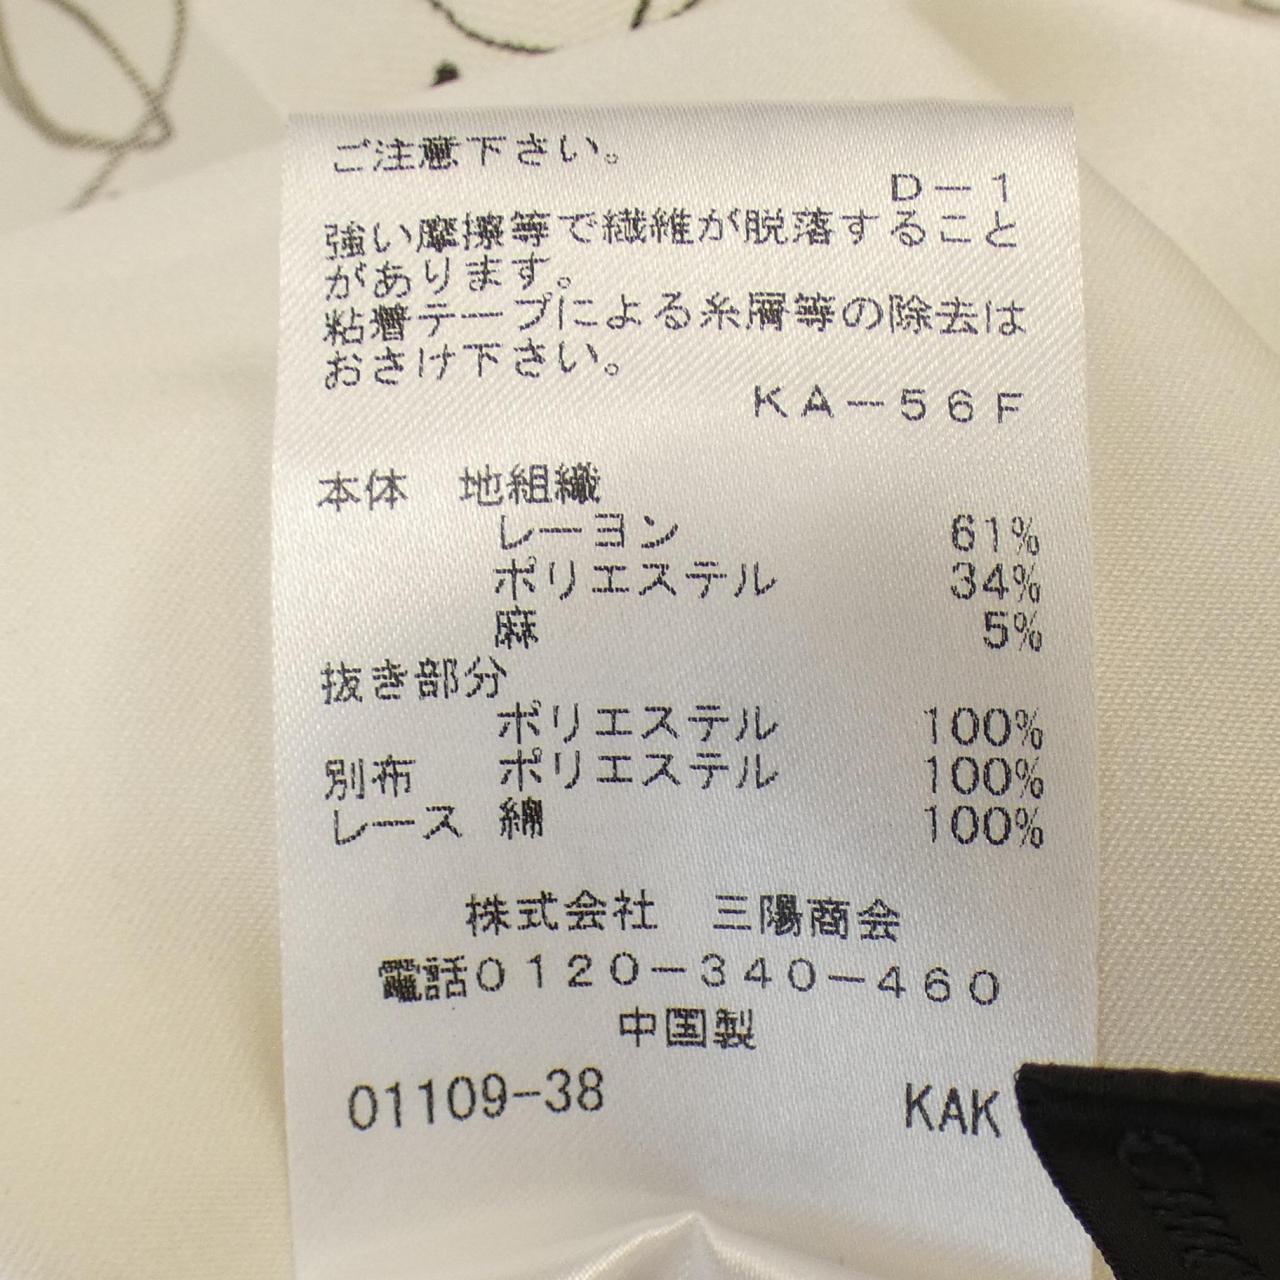 ご注意下さい。
D－1
強い摩擦等で繊維が脱落すること
があります。
粘着テープによる糸屑等の除去は
おさけ下さい。
KA－56F
本体 地組織
レーヨン 61%
ポリエステル 34%
麻 5%
抜き部分
ポリエステル 100%
別布 ポリエステル 100%
レース 綿 100%
株式会社 三陽商会
電話0120－340－460
中国製
01109-38 KAK